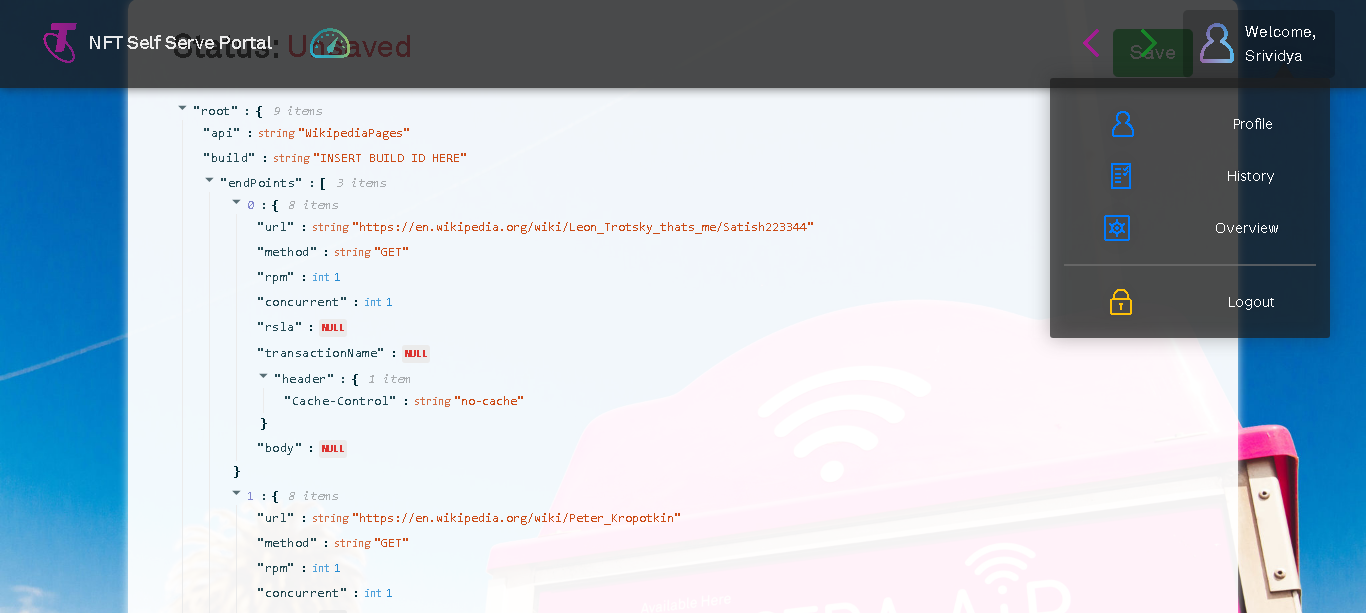 NFT Self Serve Portal
Status: Unsaved
Save
Welcome,
Srividya
Profile
History
Overview
Logout
"root" : { 9 items
"api" : string "WikipediaPages"
"build" : string "INSERT BUILD ID HERE"
"endPoints" : [ 3 items
0 : { 8 items
"url" : string "https://en.wikipedia.org/wiki/Leon_Trotsky_thats_me/Satish223344"
"method" : string "GET"
"rpm" : int 1
"concurrent" : int 1
"rsla" : NULL
"transactionName" : NULL
"header" : { 1 item
"Cache-Control" : string "no-cache"
}
"body" : NULL
}
1 : { 8 items
"url" : string "https://en.wikipedia.org/wiki/Peter_Kropotkin"
"method" : string "GET"
"rpm" : int 1
"concurrent" : int 1
Available Here
AiR